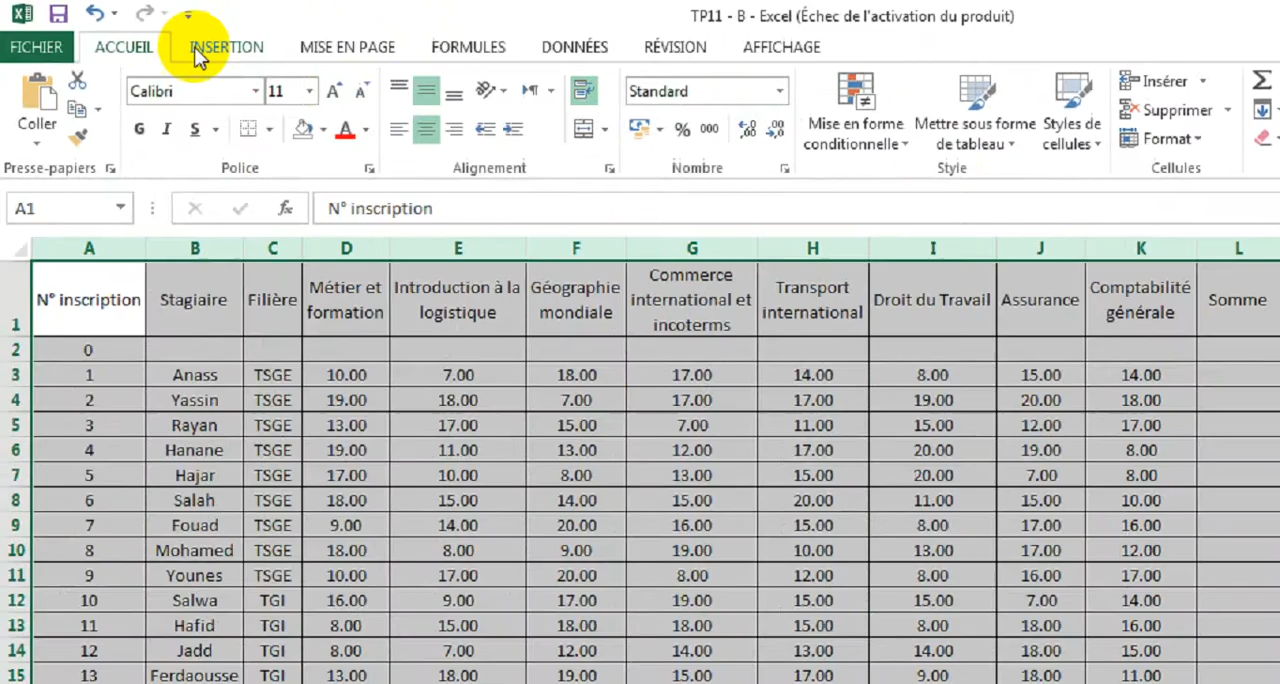 TP11 - B - Excel (Échec de l'activation du produit)
FICHIER ACCUEIL INSERTION MISE EN PAGE FORMULES DONNÉES RÉVISION AFFICHAGE
Coller
Calibri 11
G I S
Standard
% 000
Mise en forme conditionnelle
Mettre sous forme de tableau
Styles de cellules
Insérer
Supprimer
Format
Presse-papiers Police Alignement Nombre Style Cellules
A1 fx N° inscription
A B C D E F G H I J K L
1 N° inscription Stagiaire Filière Métier et formation Introduction à la logistique Géographie mondiale Commerce international et incoterms Transport international Droit du Travail Assurance Comptabilité générale Somme
2 0
3 1 Anass TSGE 10.00 7.00 18.00 17.00 14.00 8.00 15.00 14.00
4 2 Yassin TSGE 19.00 18.00 7.00 17.00 17.00 19.00 20.00 18.00
5 3 Rayan TSGE 13.00 17.00 15.00 7.00 11.00 15.00 12.00 17.00
6 4 Hanane TSGE 19.00 11.00 13.00 12.00 17.00 20.00 19.00 8.00
7 5 Hajar TSGE 17.00 10.00 8.00 13.00 15.00 20.00 7.00 8.00
8 6 Salah TSGE 18.00 15.00 14.00 15.00 20.00 11.00 15.00 10.00
9 7 Fouad TSGE 9.00 14.00 20.00 16.00 15.00 8.00 17.00 16.00
10 8 Mohamed TSGE 18.00 8.00 9.00 19.00 10.00 13.00 17.00 12.00
11 9 Younes TSGE 10.00 17.00 20.00 8.00 12.00 8.00 16.00 17.00
12 10 Salwa TGI 16.00 9.00 17.00 19.00 15.00 15.00 7.00 14.00
13 11 Hafid TGI 8.00 15.00 18.00 18.00 15.00 8.00 18.00 16.00
14 12 Jadd TGI 8.00 7.00 12.00 14.00 13.00 14.00 18.00 15.00
15 13 Ferdaousse TGI 13.00 18.00 19.00 15.00 17.00 9.00 18.00 11.00